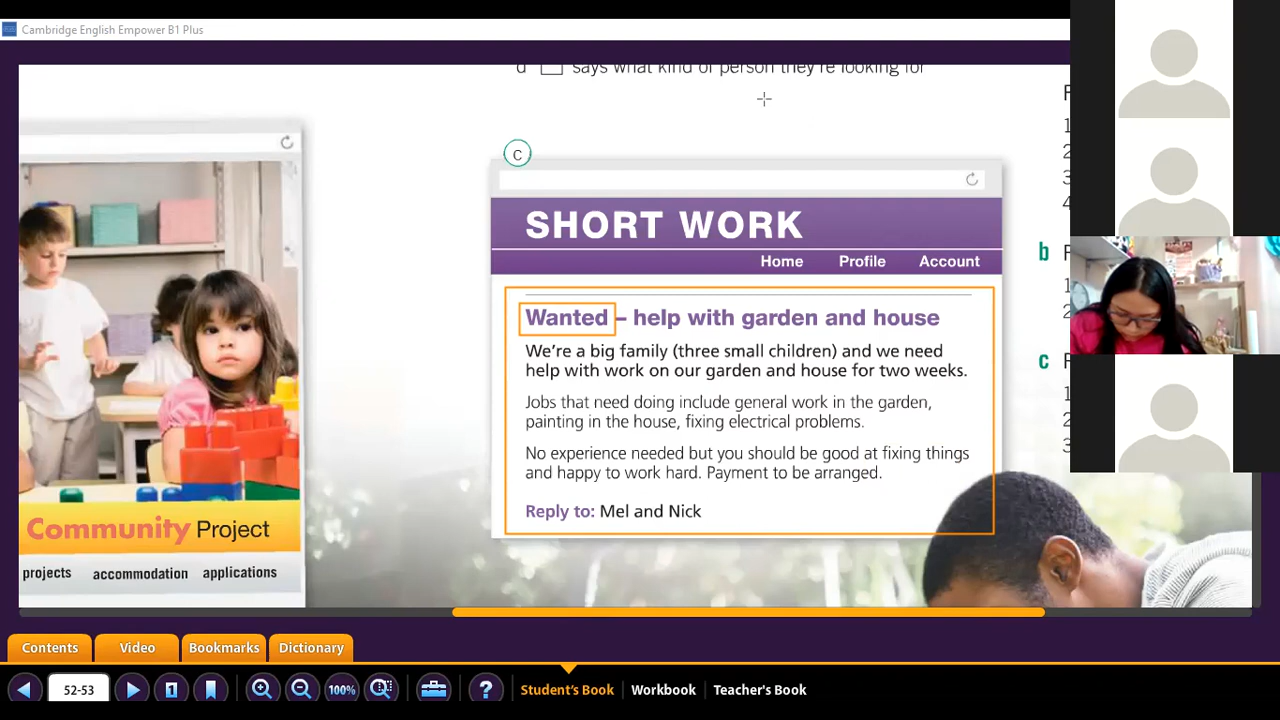 Cambridge English Empower B1 Plus
d says what kind of person they're looking for
C
SHORT WORK
Home Profile Account
Wanted – help with garden and house
We're a big family (three small children) and we need
help with work on our garden and house for two weeks.
Jobs that need doing include general work in the garden,
painting in the house, fixing electrical problems.
No experience needed but you should be good at fixing things
and happy to work hard. Payment to be arranged.
Reply to: Mel and Nick
Community Project
projects accommodation applications
b
c
Contents Video Bookmarks Dictionary
52-53 1 100% ? Student's Book Workbook Teacher's Book